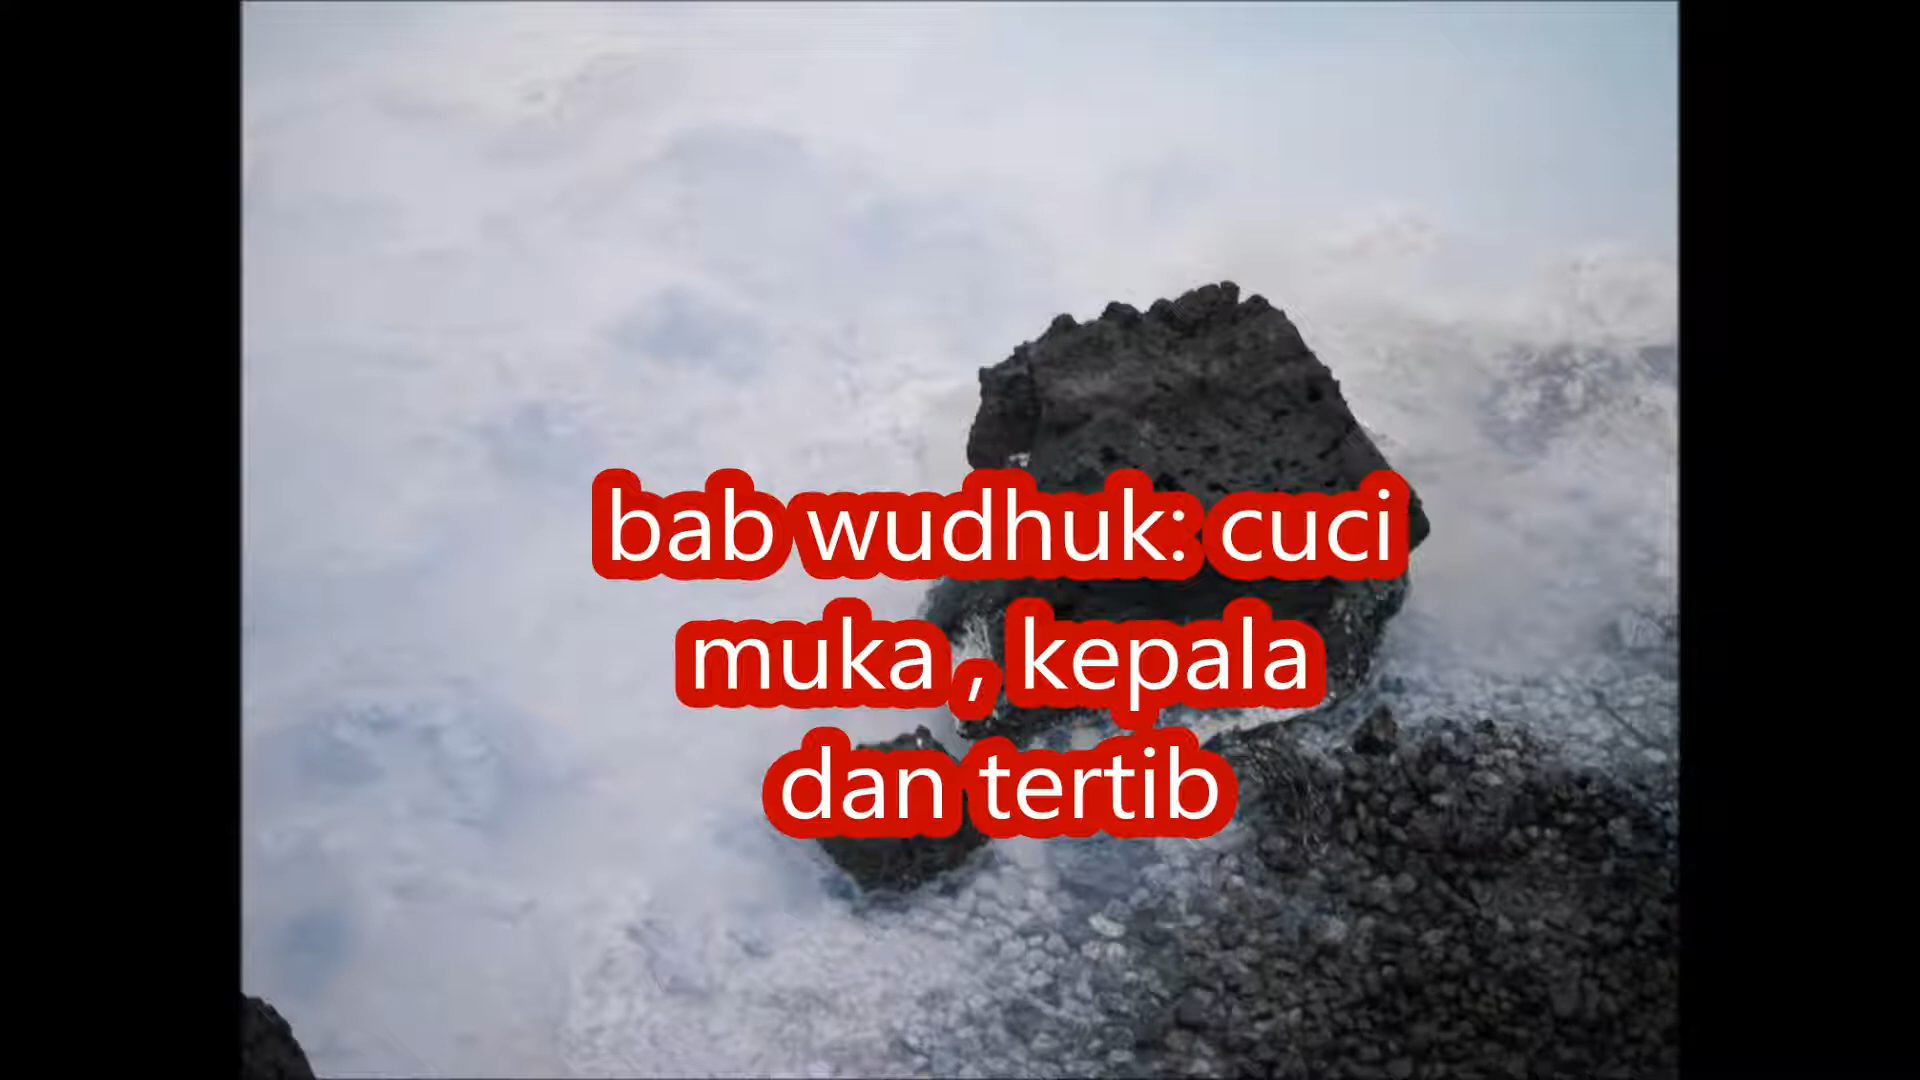 bab wudhuk: cuci
muka , kepala
dan tertib